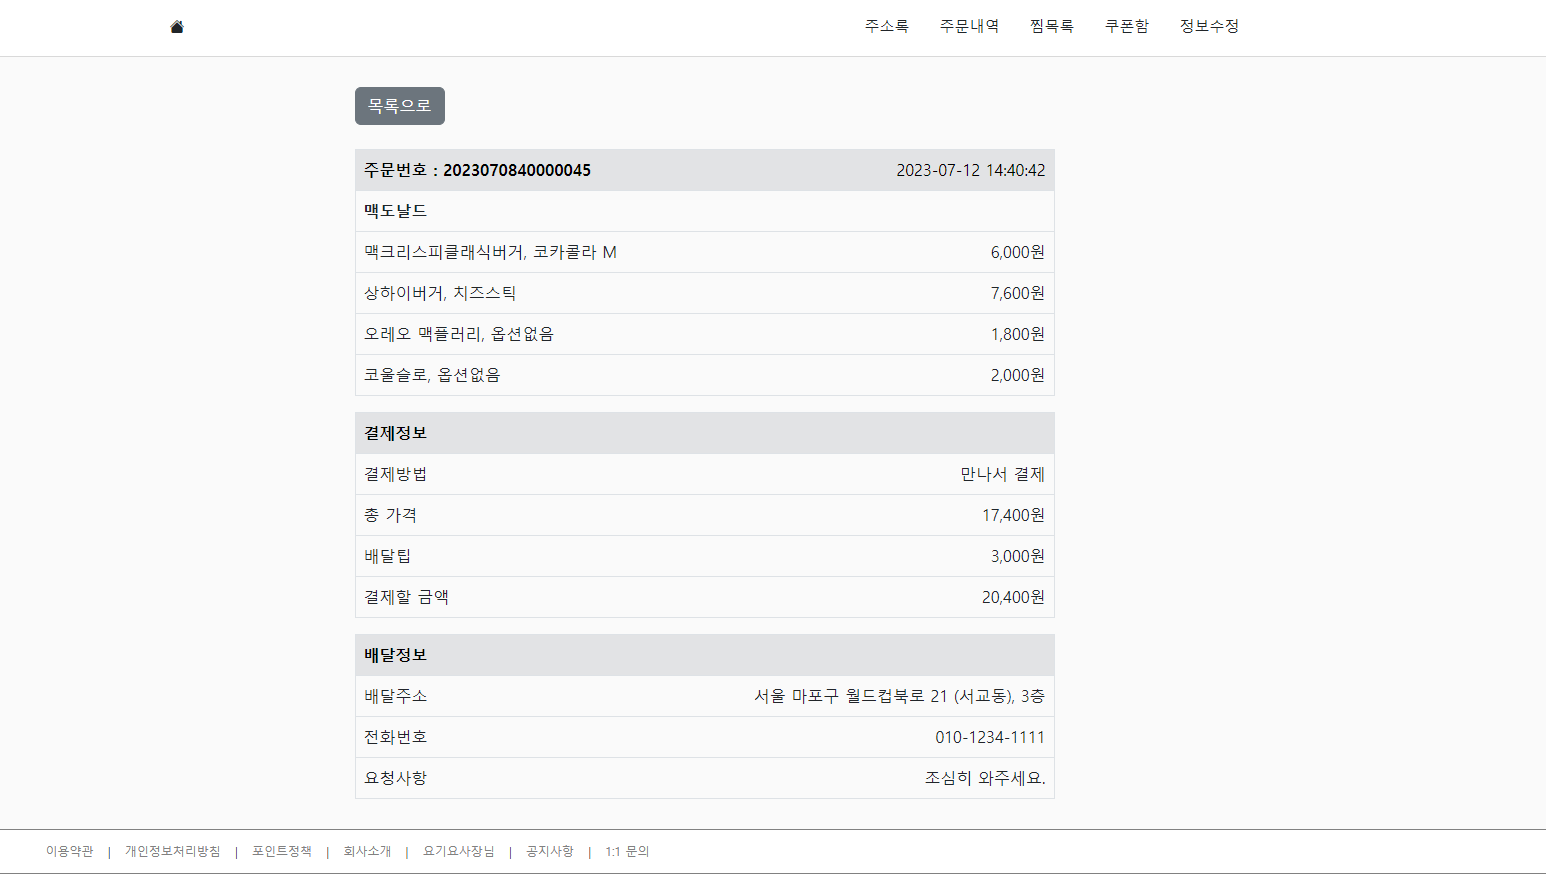 주소록 주문내역 찜목록 쿠폰함 정보수정
목록으로
주문번호 : 2023070840000045 2023-07-12 14:40:42
맥도날드
맥크리스피클래식버거, 코카콜라 M 6,000원
상하이버거, 치즈스틱 7,600원
오레오 맥플러리, 옵션없음 1,800원
코울슬로, 옵션없음 2,000원
결제정보
결제방법 만나서 결제
총 가격 17,400원
배달팁 3,000원
결제할 금액 20,400원
배달정보
배달주소 서울 마포구 월드컵북로 21 (서교동), 3층
전화번호 010-1234-1111
요청사항 조심히 와주세요.
이용약관 | 개인정보처리방침 | 포인트정책 | 회사소개 | 요기요사장님 | 공지사항 | 1:1 문의